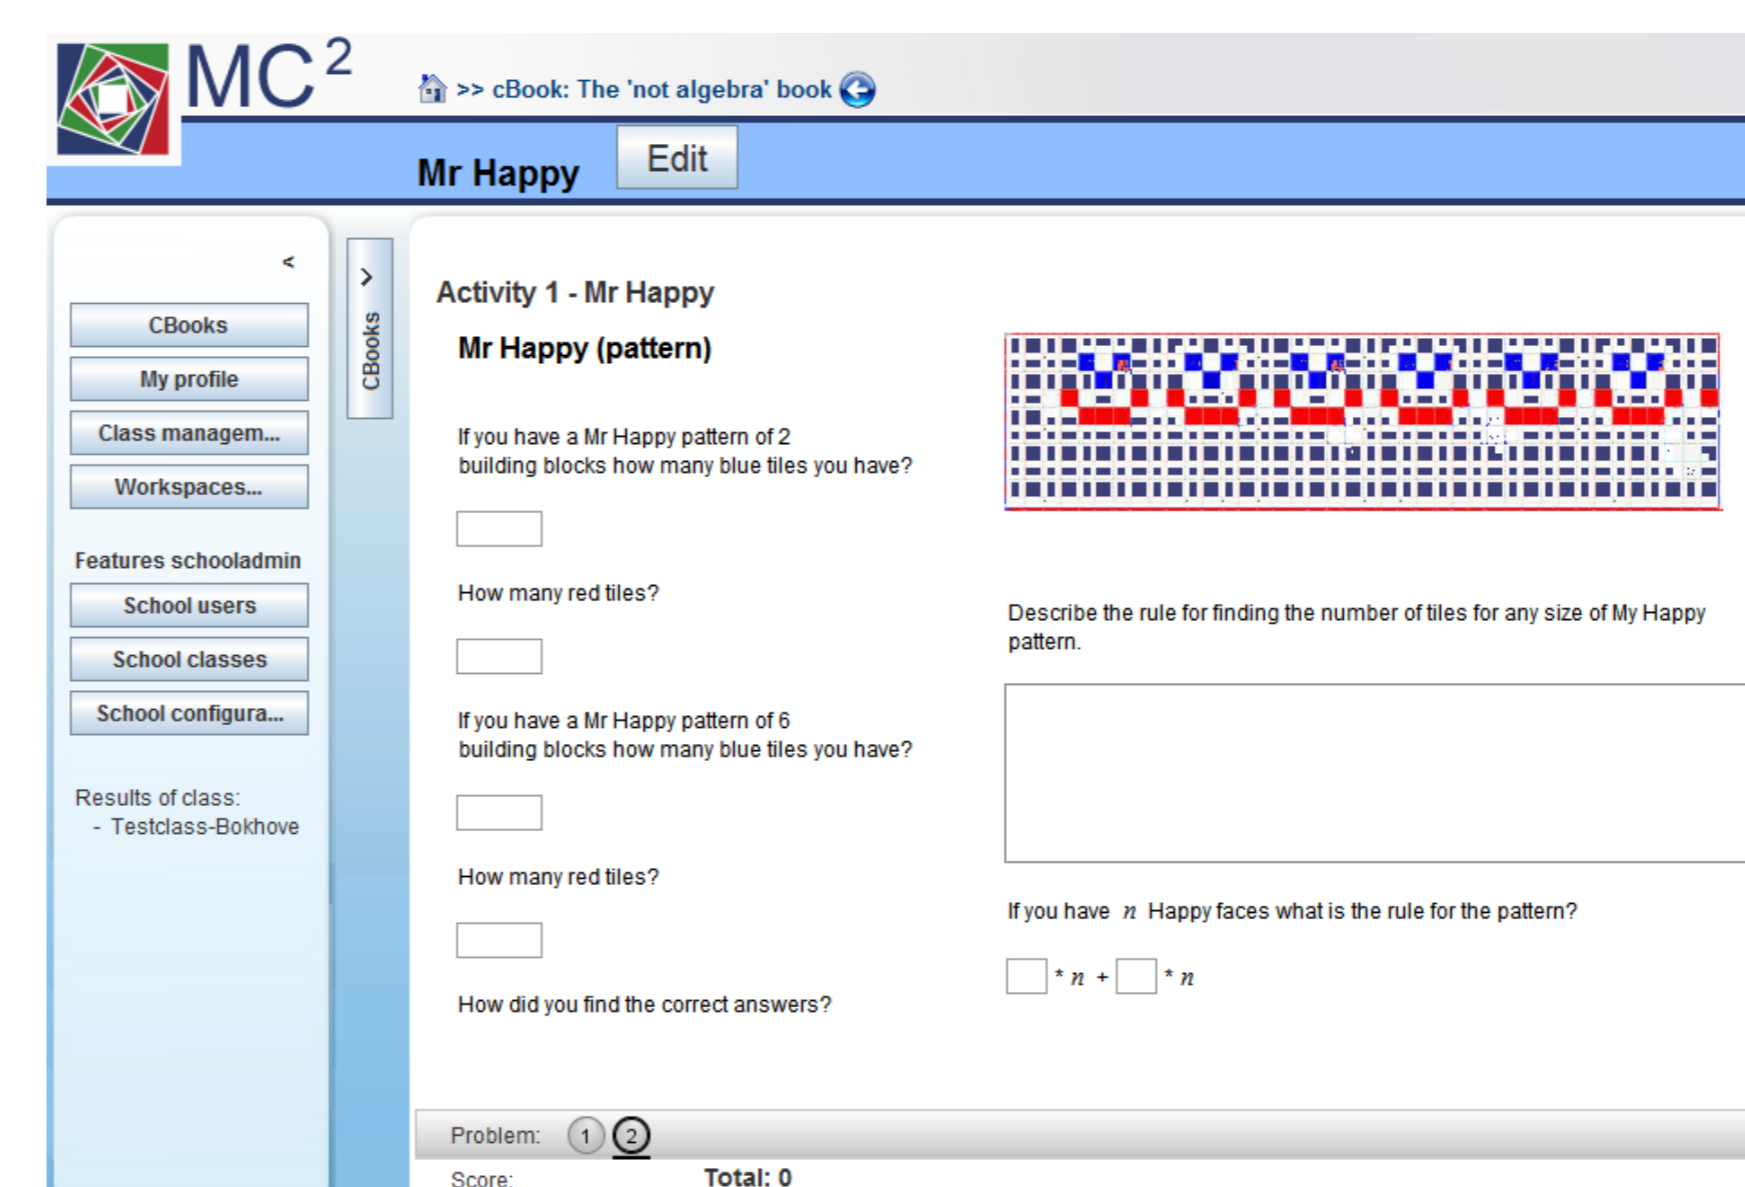 MC²
>> cBook: The 'not algebra' book
Mr Happy
Edit
<
CBooks
My profile
Class managem...
Workspaces...
Features schooladmin
School users
School classes
School configura...
Results of class:
- Testclass-Bokhove
>
CBooks
Activity 1 - Mr Happy
Mr Happy (pattern)
If you have a Mr Happy pattern of 2
building blocks how many blue tiles you have?
How many red tiles?
If you have a Mr Happy pattern of 6
building blocks how many blue tiles you have?
How many red tiles?
How did you find the correct answers?
Describe the rule for finding the number of tiles for any size of My Happy
pattern.
If you have n Happy faces what is the rule for the pattern?
* n + * n
Problem: 1 2
Score: Total: 0